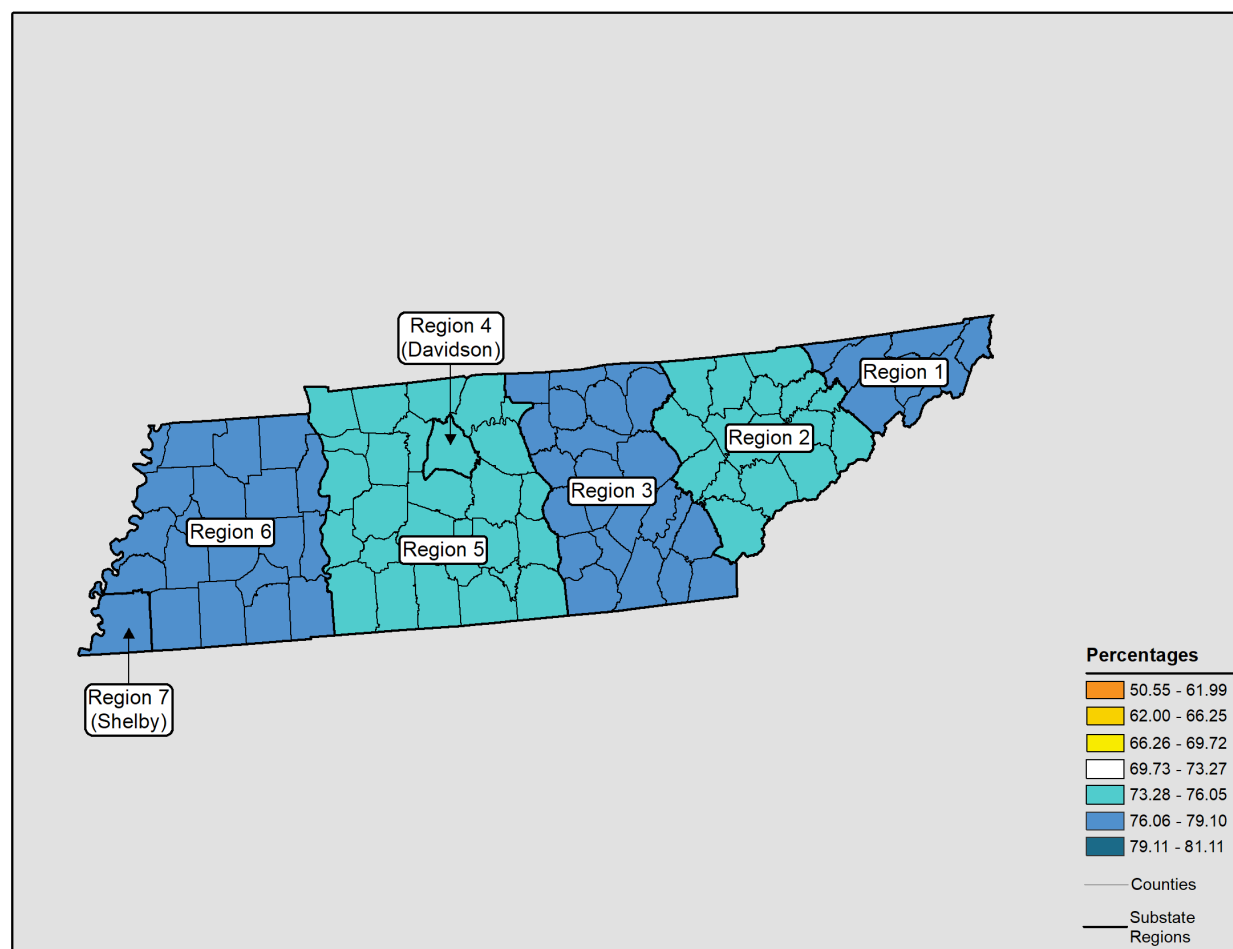 Region 4
(Davidson)
Region 1
Region 2
Region 3
Region 6
Region 5
Region 7
(Shelby)
Percentages
50.55 - 61.99
62.00 - 66.25
66.26 - 69.72
69.73 - 73.27
73.28 - 76.05
76.06 - 79.10
79.11 - 81.11
Counties
Substate
Regions